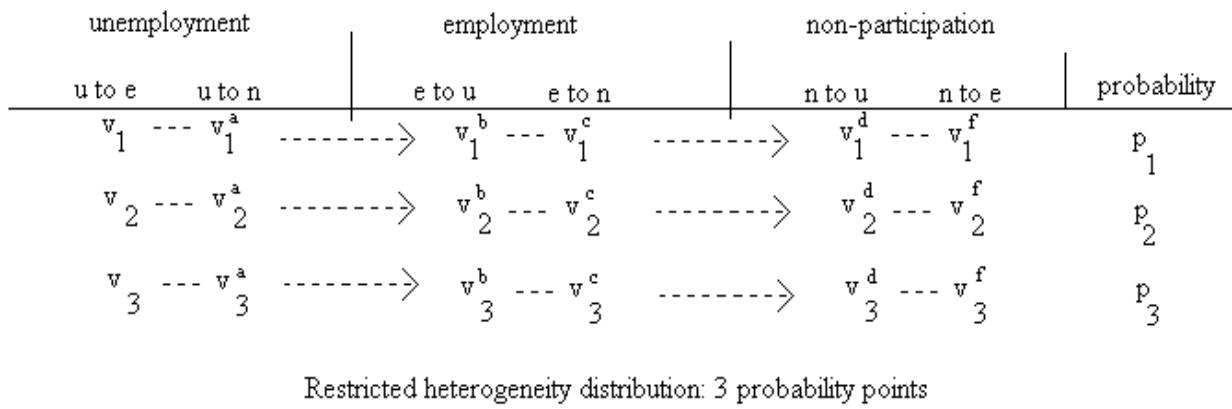 unemployment employment non-participation
u to e u to n e to u e to n n to u n to e probability
v₁ --- v₁ᵃ ------> v₁ᵇ --- v₁ᶜ ------> v₁ᵈ --- v₁ᶠ p₁
v₂ --- v₂ᵃ ------> v₂ᵇ --- v₂ᶜ ------> v₂ᵈ --- v₂ᶠ p₂
v₃ --- v₃ᵃ ------> v₃ᵇ --- v₃ᶜ ------> v₃ᵈ --- v₃ᶠ p₃
Restricted heterogeneity distribution: 3 probability points